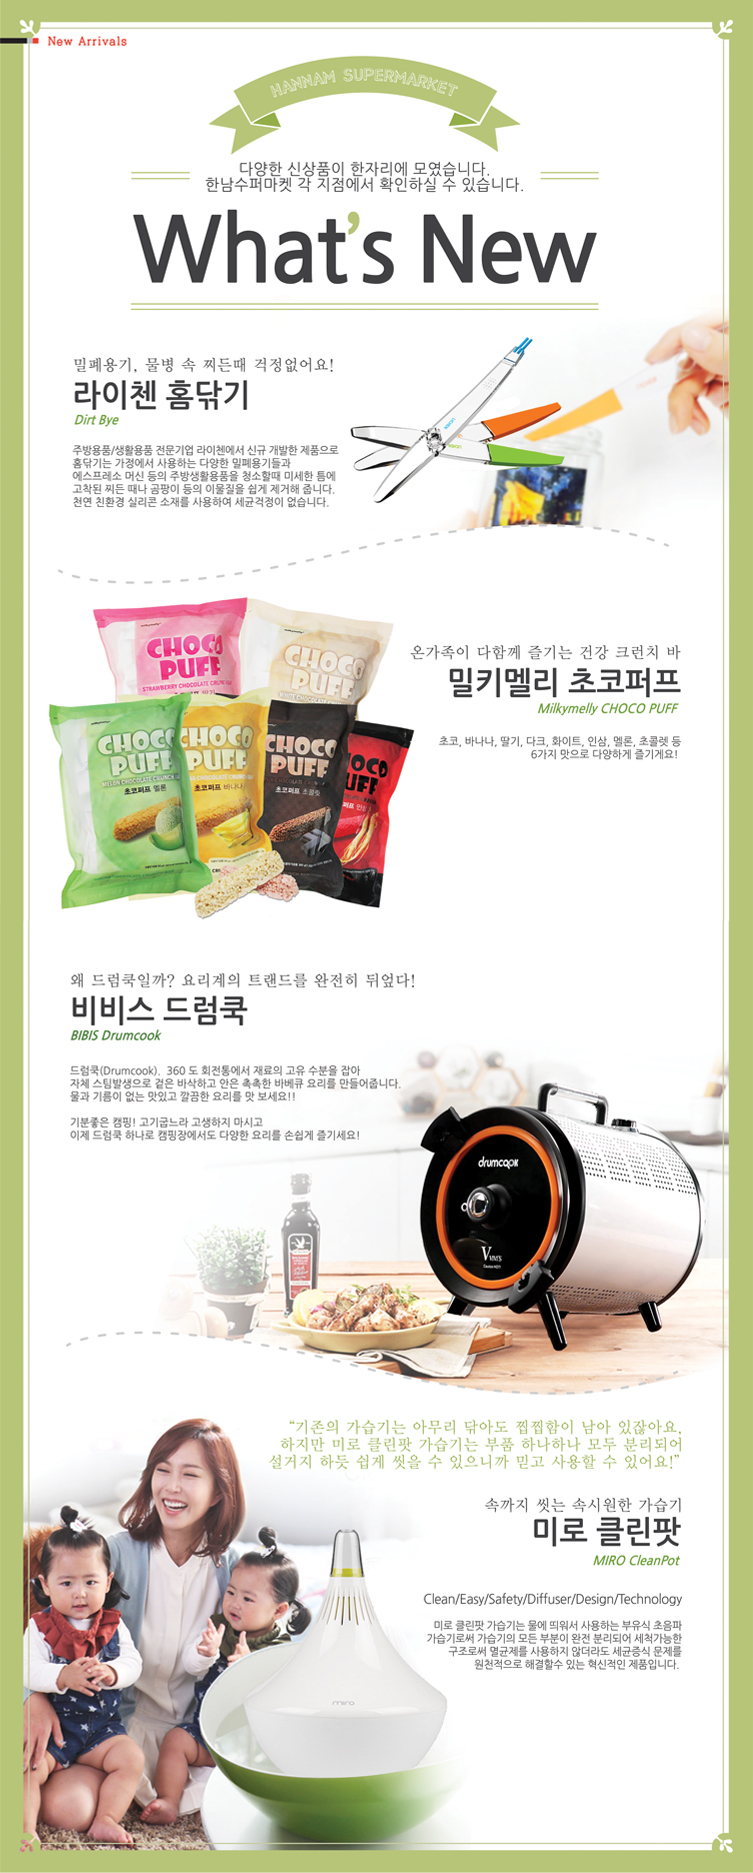 New Arrivals
HANNAM SUPERMARKET
다양한 신상품이 한자리에 모였습니다.
한남수퍼마켓 각 지점에서 확인하실 수 있습니다.
What's New
밀폐용기, 물병 속 찌든때 걱정없어요!
라이첸 홈닦기
Dirt Bye
주방용품/생활용품 전문기업 라이첸에서 신규 개발한 제품으로
홈닦기는 가정에서 사용하는 다양한 밀폐용기들과
에스프레소 머신 등의 주방생활용품을 청소할때 미세한 틈에
고착된 찌든 때나 곰팡이 등의 이물질을 쉽게 제거해 줍니다.
천연 친환경 실리콘 소재를 사용하여 세균걱정이 없습니다.
CHOCO
PUFF
STRAWBERRY CHOCOLATE CRUNCH
CHOCO
PUFF
온가족이 다함께 즐기는 건강 크런치 바
밀키멜리 초코퍼프
Milkymelly CHOCO PUFF
초코, 바나나, 딸기, 다크, 화이트, 인삼, 멜론, 초콜렛 등
6가지 맛으로 다양하게 즐기게요!
CHOCO
PUFF
MELON CHOCOLATE CRUNCH
초코퍼프 멜론
CHOCO
PUFF
초코퍼프 바나나
CHOCO
PUFF
초코퍼프 초콜릿
OCO
UFF
왜 드럼쿡일까? 요리계의 트랜드를 완전히 뒤엎다!
비비스 드럼쿡
BIBIS Drumcook
드럼쿡(Drumcook). 360 도 회전통에서 재료의 고유 수분을 잡아
자체 스팀발생으로 겉은 바삭하고 안은 촉촉한 바베큐 요리를 만들어줍니다.
물과 기름이 없는 맛있고 깔끔한 요리를 맛 보세요!!
기분좋은 캠핑! 고기굽느라 고생하지 마시고
이제 드럼쿡 하나로 캠핑장에서도 다양한 요리를 손쉽게 즐기세요!
drumcook
“기존의 가습기는 아무리 닦아도 찝찝함이 남아 있잖아요,
하지만 미로 클린팟 가습기는 부품 하나하나 모두 분리되어
설거지 하듯 쉽게 씻을 수 있으니까 믿고 사용할 수 있어요!”
속까지 씻는 속시원한 가습기
미로 클린팟
MIRO CleanPot
Clean/Easy/Safety/Diffuser/Design/Technology
미로 클린팟 가습기는 물에 띄워서 사용하는 부유식 초음파
가습기로써 가습기의 모든 부분이 완전 분리되어 세척가능한
구조로써 멸균제를 사용하지 않더라도 세균증식 문제를
원천적으로 해결할수 있는 혁신적인 제품입니다.
miro